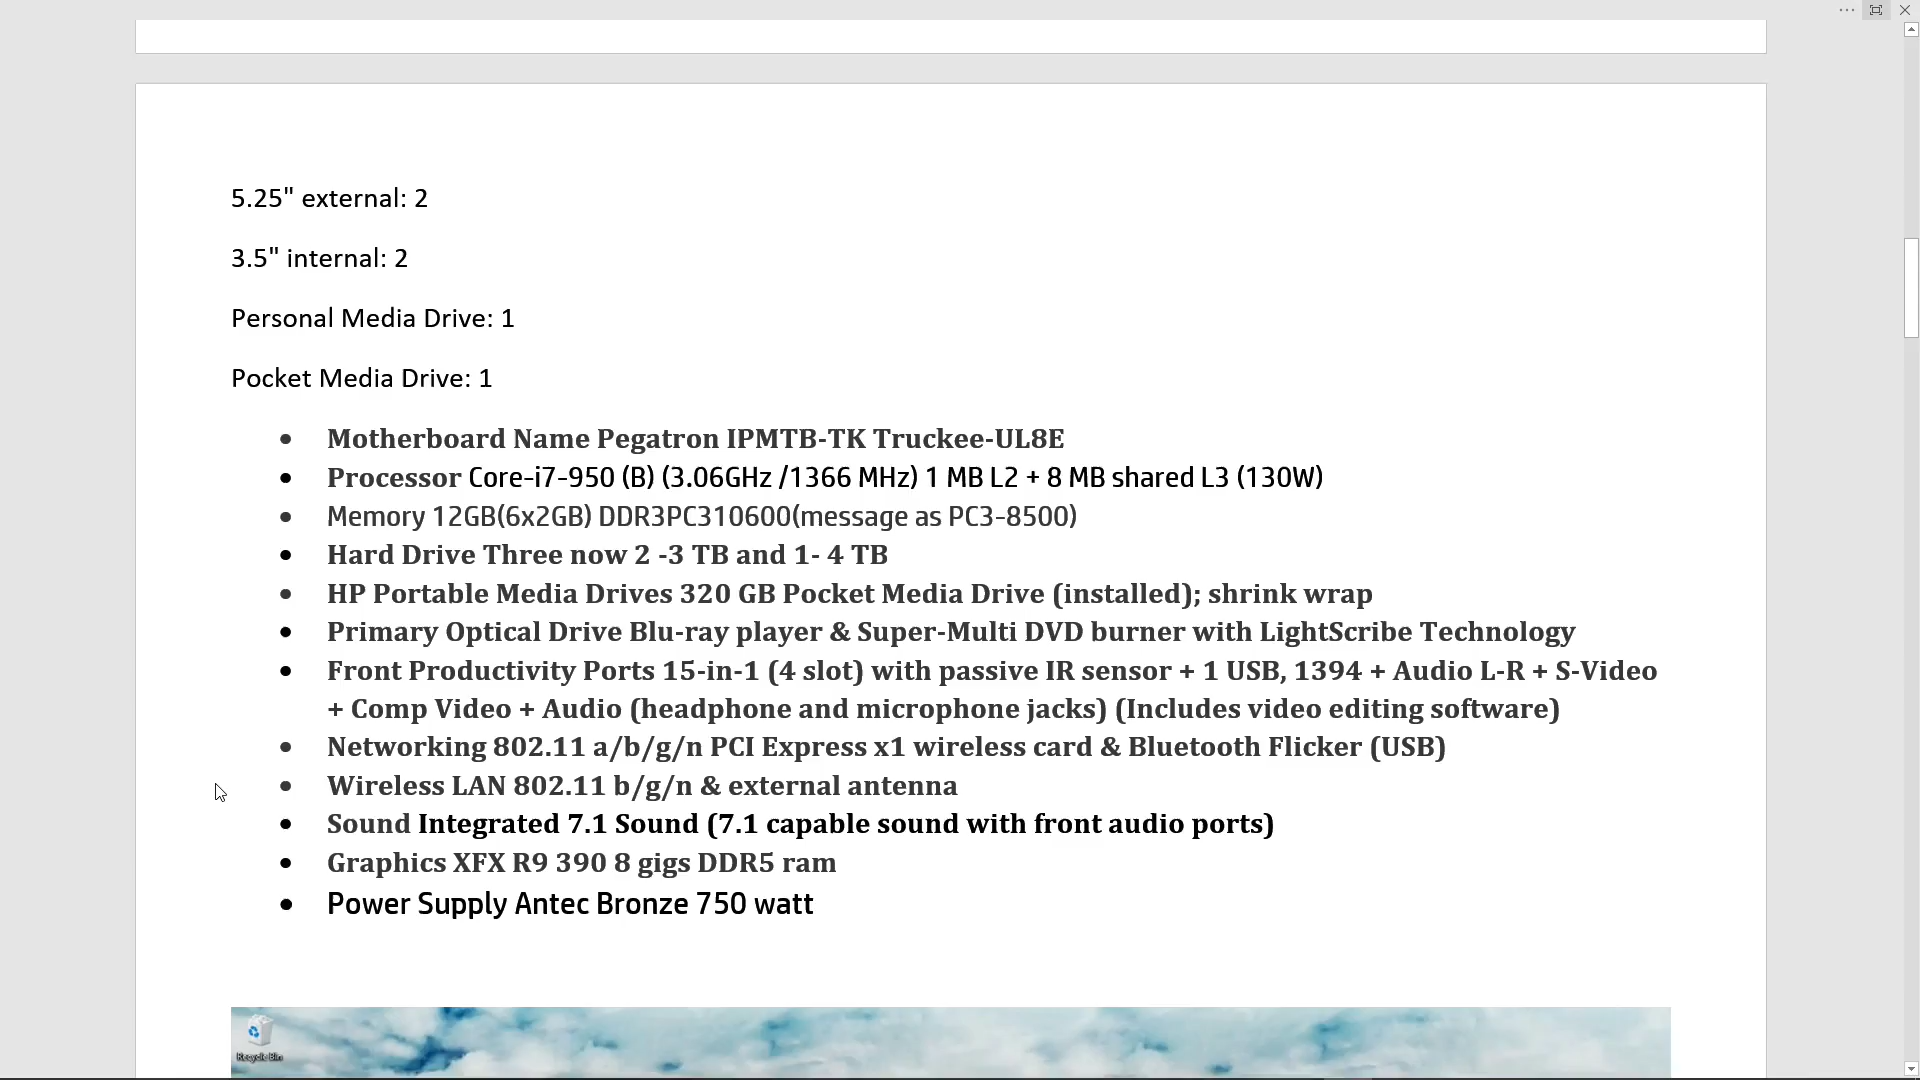 5.25" external: 2
3.5" internal: 2
Personal Media Drive: 1
Pocket Media Drive: 1
• Motherboard Name Pegatron IPMTB-TK Truckee-UL8E
• Processor Core-i7-950 (B) (3.06GHz /1366 MHz) 1 MB L2 + 8 MB shared L3 (130W)
• Memory 12GB(6x2GB) DDR3PC310600(message as PC3-8500)
• Hard Drive Three now 2 -3 TB and 1- 4 TB
• HP Portable Media Drives 320 GB Pocket Media Drive (installed); shrink wrap
• Primary Optical Drive Blu-ray player & Super-Multi DVD burner with LightScribe Technology
• Front Productivity Ports 15-in-1 (4 slot) with passive IR sensor + 1 USB, 1394 + Audio L-R + S-Video
+ Comp Video + Audio (headphone and microphone jacks) (Includes video editing software)
• Networking 802.11 a/b/g/n PCI Express x1 wireless card & Bluetooth Flicker (USB)
• Wireless LAN 802.11 b/g/n & external antenna
• Sound Integrated 7.1 Sound (7.1 capable sound with front audio ports)
• Graphics XFX R9 390 8 gigs DDR5 ram
• Power Supply Antec Bronze 750 watt
Recycle Bin